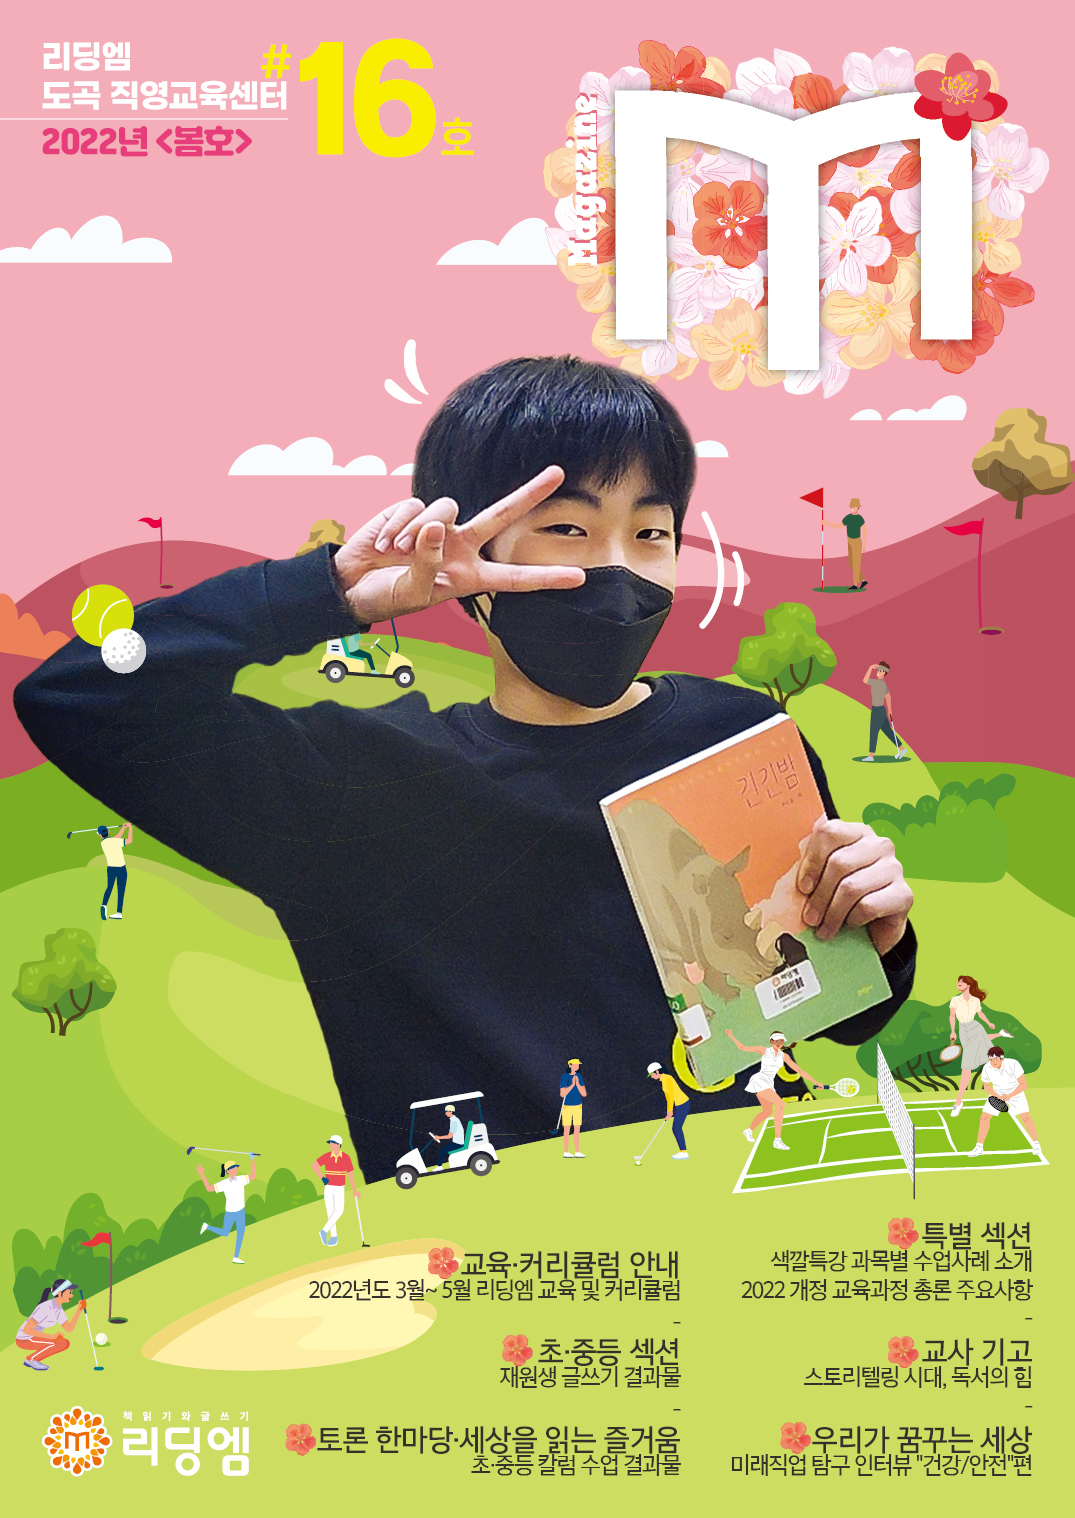 리딩엠
도곡 직영교육센터
2022년 <봄호>
#16호
Magazine
m
긴긴밤
리딩엠
교육·커리큘럼 안내
2022년도 3월~ 5월 리딩엠 교육 및 커리큘럼
-
초·중등 섹션
재원생 글쓰기 결과물
-
토론 한마당·세상을 읽는 즐거움
초·중등 칼럼 수업 결과물
특별 섹션
색깔특강 과목별 수업사례 소개
2022 개정 교육과정 총론 주요사항
-
교사 기고
스토리텔링 시대, 독서의 힘
-
우리가 꿈꾸는 세상
미래직업 탐구 인터뷰 "건강/안전"편
m
책읽기와글쓰기
리딩엠